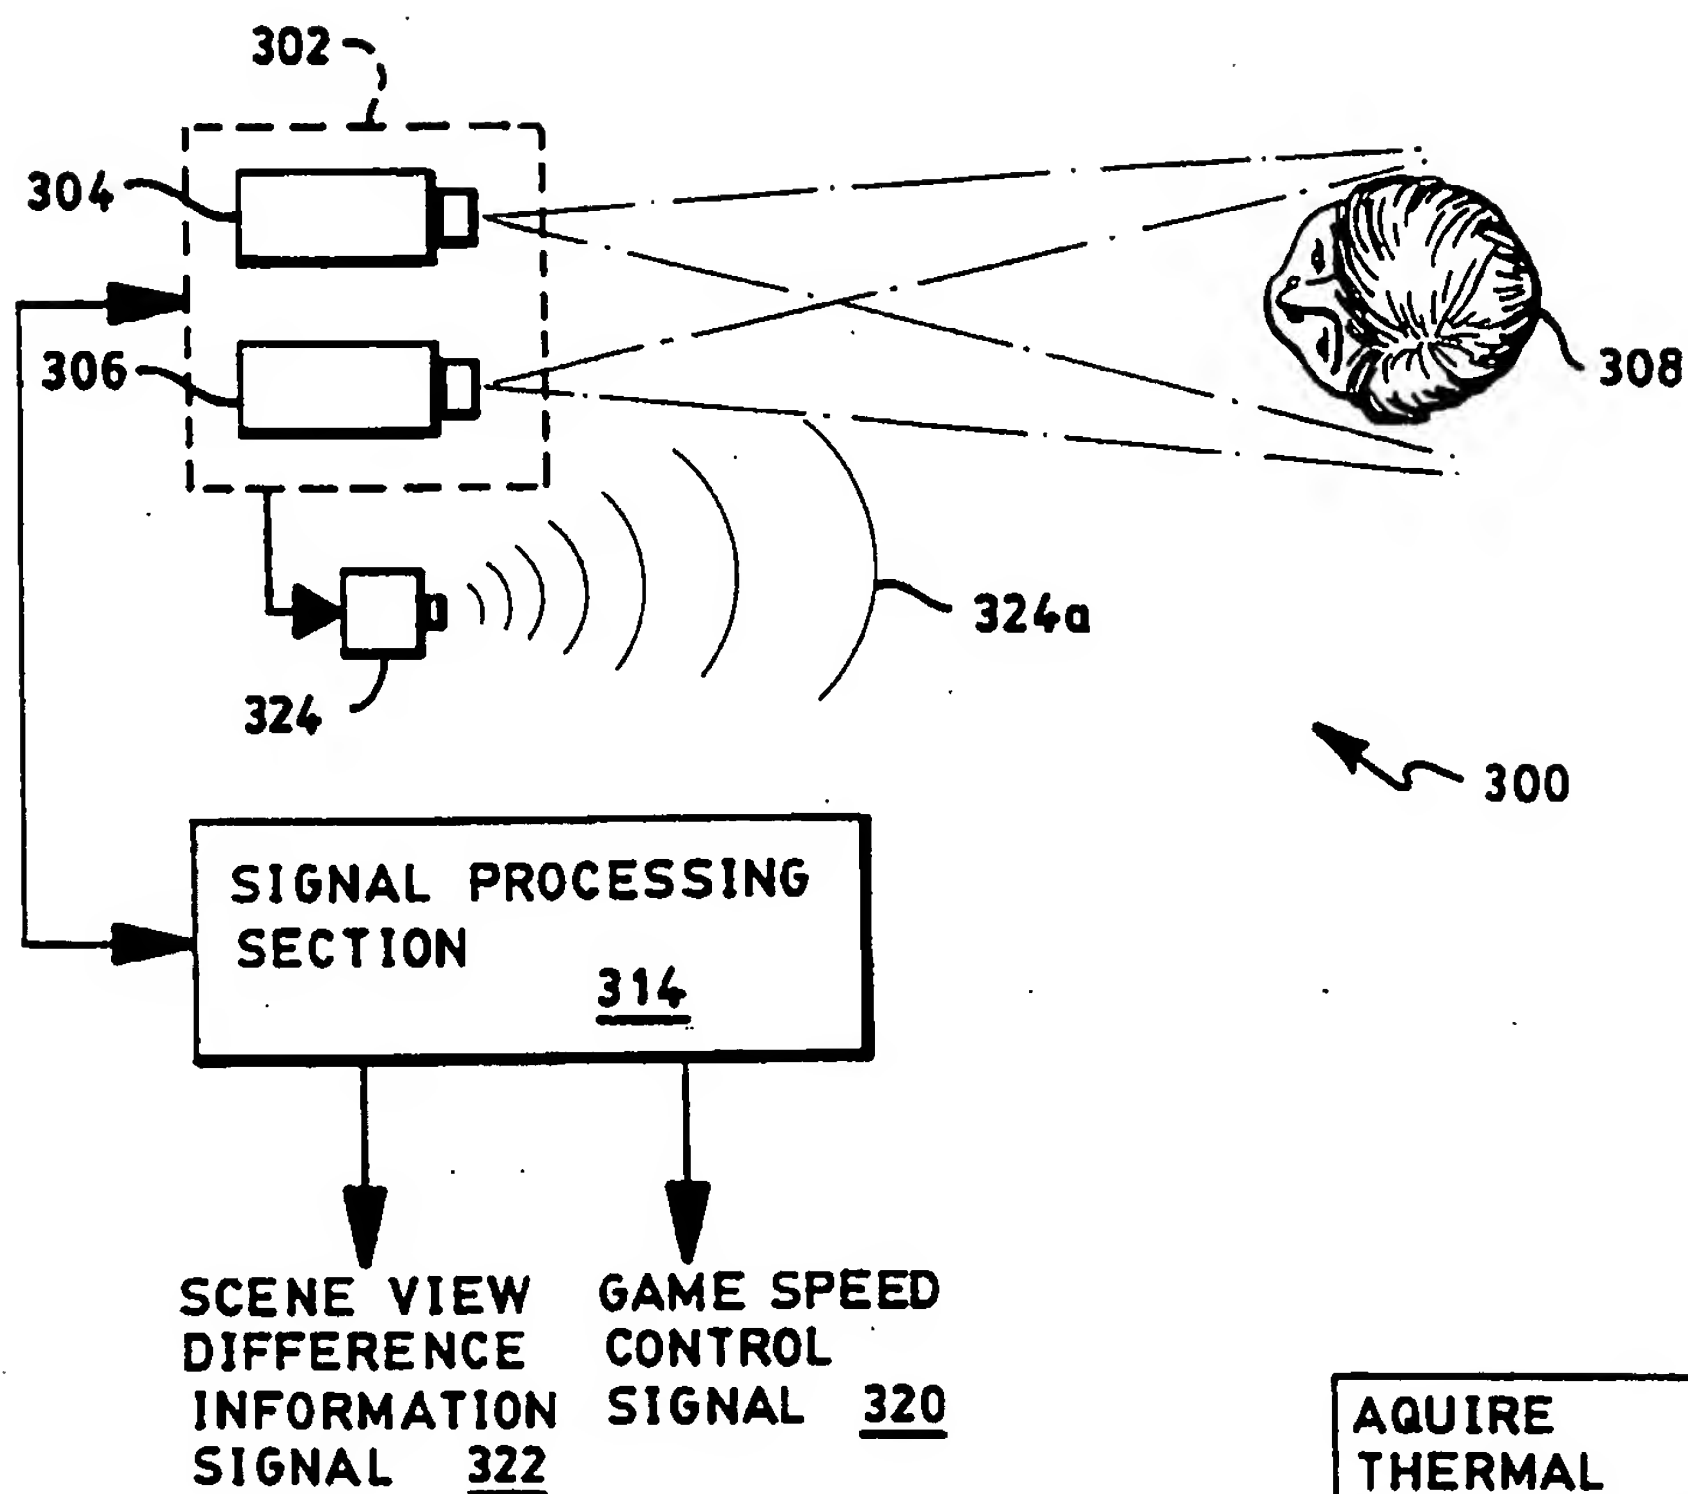 302
304
306
308
324a
324
300
SIGNAL PROCESSING
SECTION
314
SCENE VIEW
DIFFERENCE
INFORMATION
SIGNAL 322
GAME SPEED
CONTROL
SIGNAL 320
AQUIRE
THERMAL